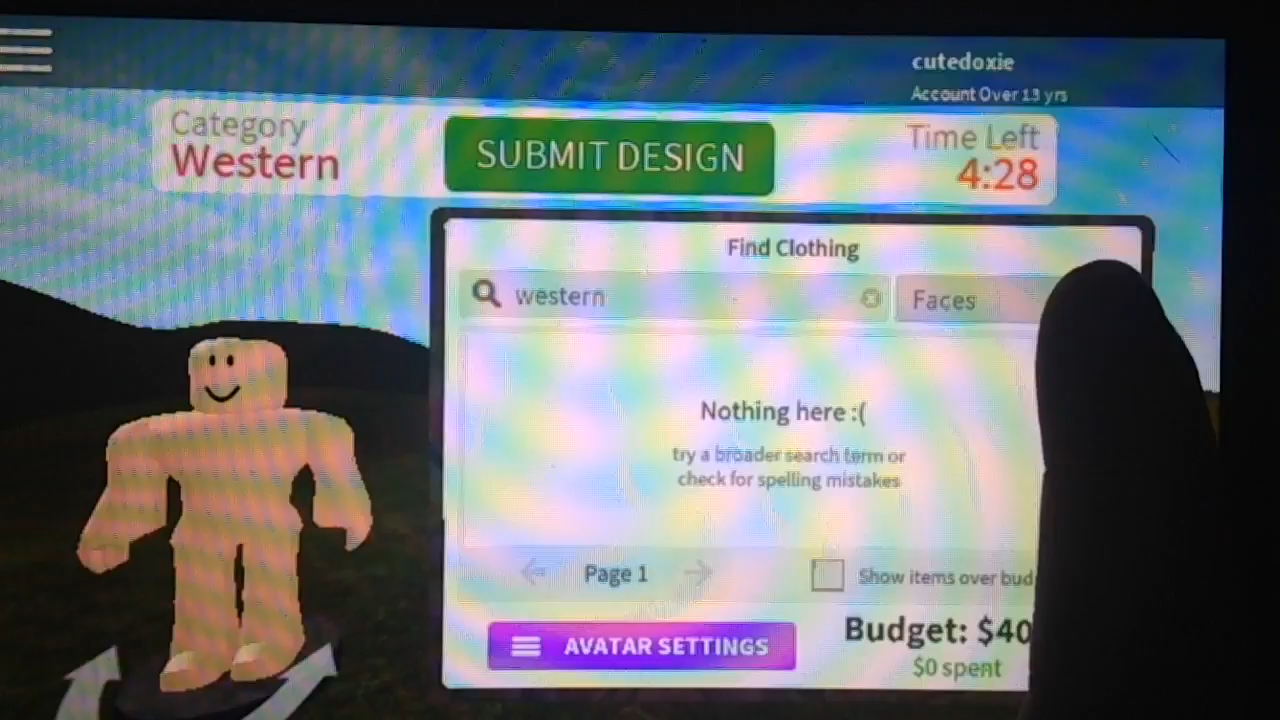 cutedoxie
Account Over 13 yrs
Category
Western
SUBMIT DESIGN
Time Left
4:28
Find Clothing
western
Faces
Nothing here :(
try a broader search term or
check for spelling mistakes
Page 1
Show items over bud
AVATAR SETTINGS
Budget: $40
$0 spent